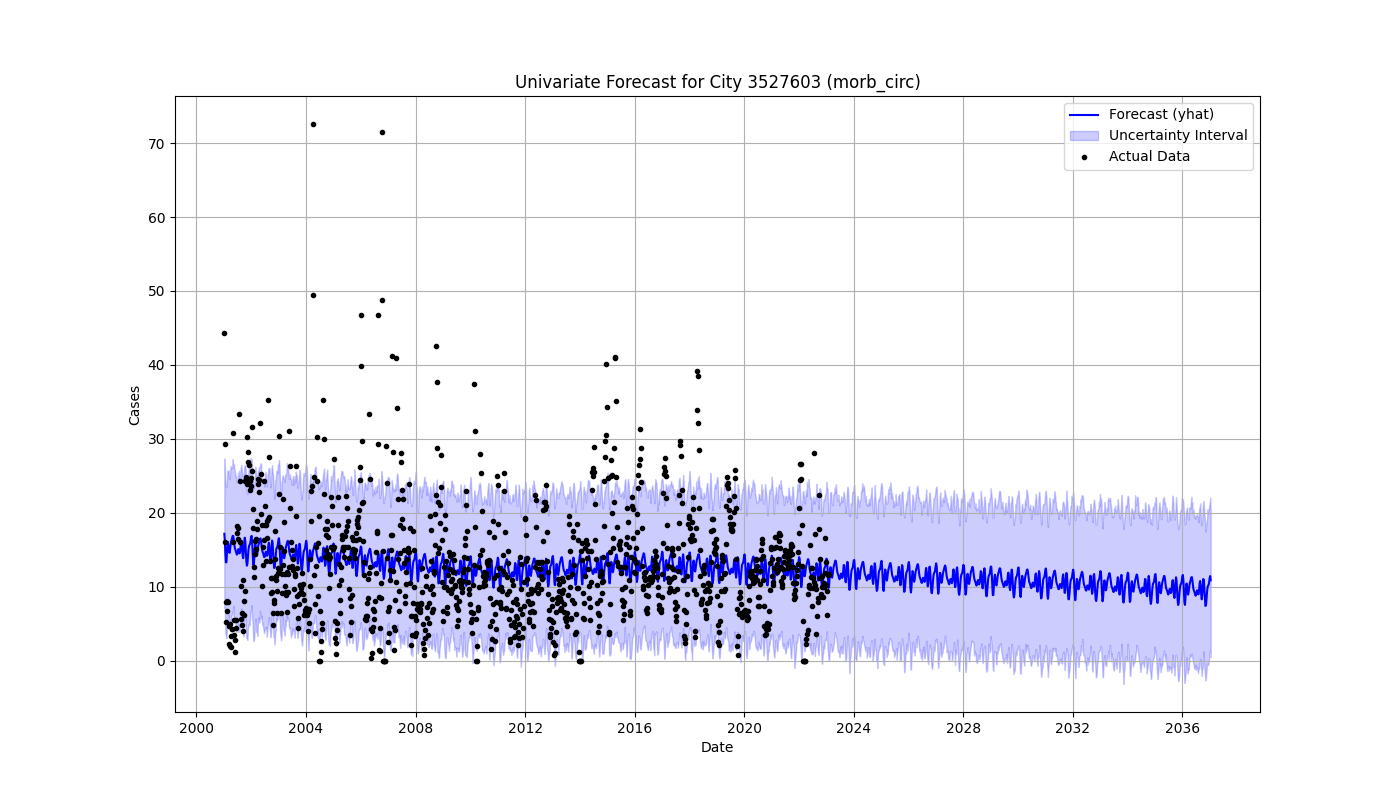 Univariate Forecast for City 3527603 (morb_circ)
Forecast (yhat)
Uncertainty Interval
Actual Data
70
60
50
40
30
20
10
0
Cases
2000 2004 2008 2012 2016 2020 2024 2028 2032 2036
Date